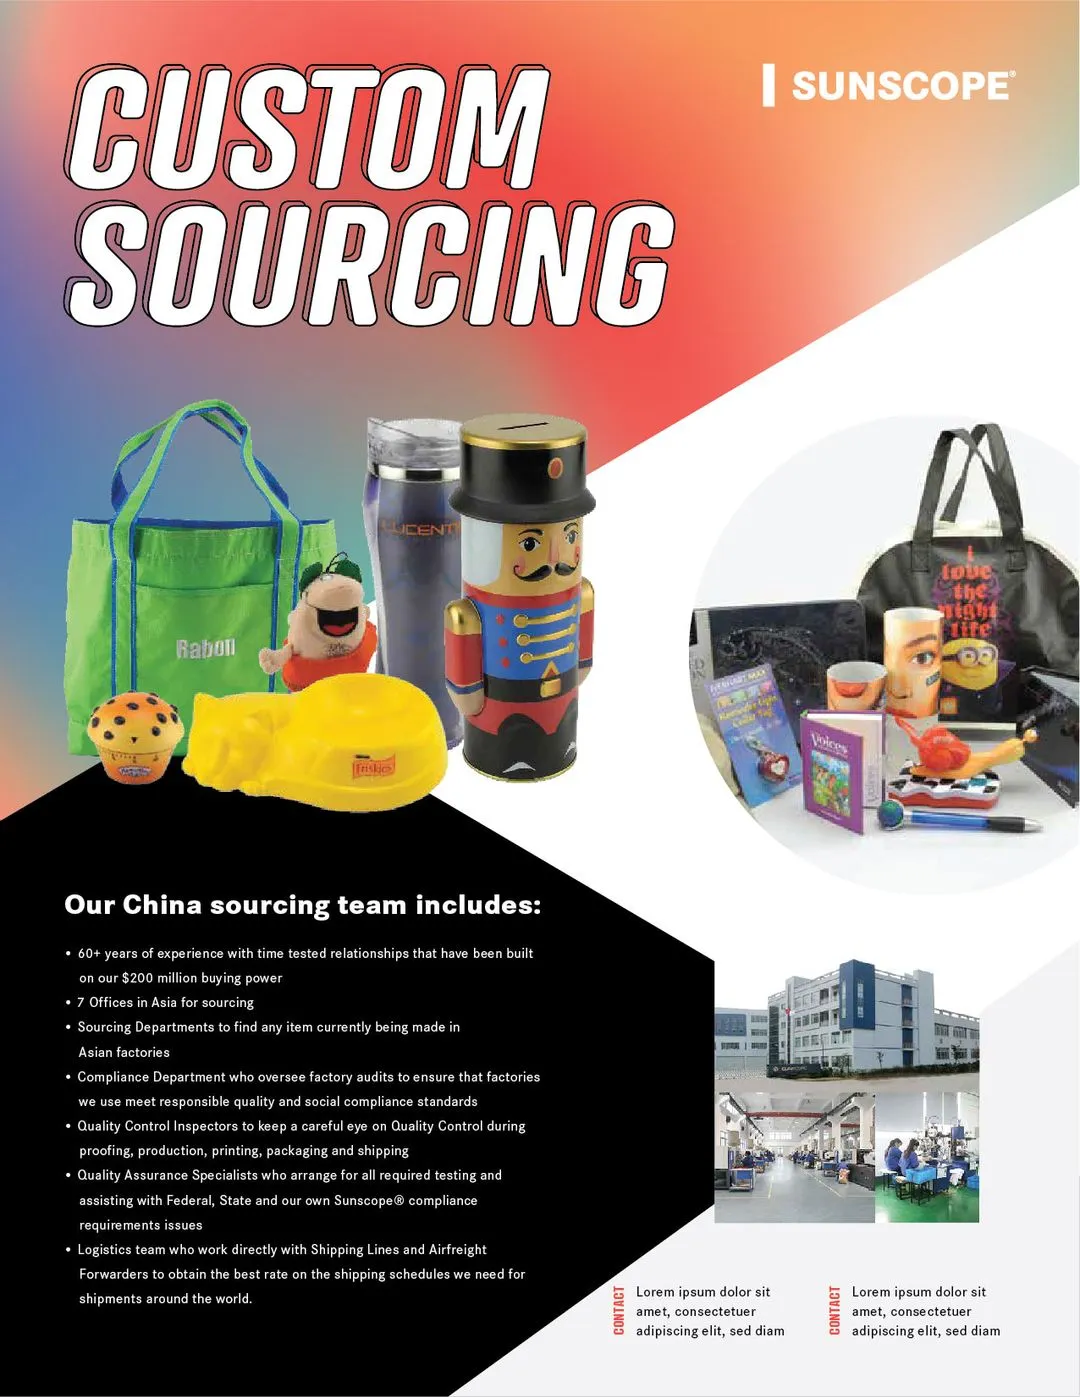 CUSTOM
SOURCING
SUNSCOPE®
LUCENT
Raboll
Friskies
i
love
the
night
life
Voices
Our China sourcing team includes:
• 60+ years of experience with time tested relationships that have been built
on our $200 million buying power
• 7 Offices in Asia for sourcing
• Sourcing Departments to find any item currently being made in
Asian factories
• Compliance Department who oversee factory audits to ensure that factories
we use meet responsible quality and social compliance standards
• Quality Control Inspectors to keep a careful eye on Quality Control during
proofing, production, printing, packaging and shipping
• Quality Assurance Specialists who arrange for all required testing and
assisting with Federal, State and our own Sunscope® compliance
requirements issues
• Logistics team who work directly with Shipping Lines and Airfreight
Forwarders to obtain the best rate on the shipping schedules we need for
shipments around the world.
CONTACT
Lorem ipsum dolor sit
amet, consectetuer
adipiscing elit, sed diam
CONTACT
Lorem ipsum dolor sit
amet, consectetuer
adipiscing elit, sed diam